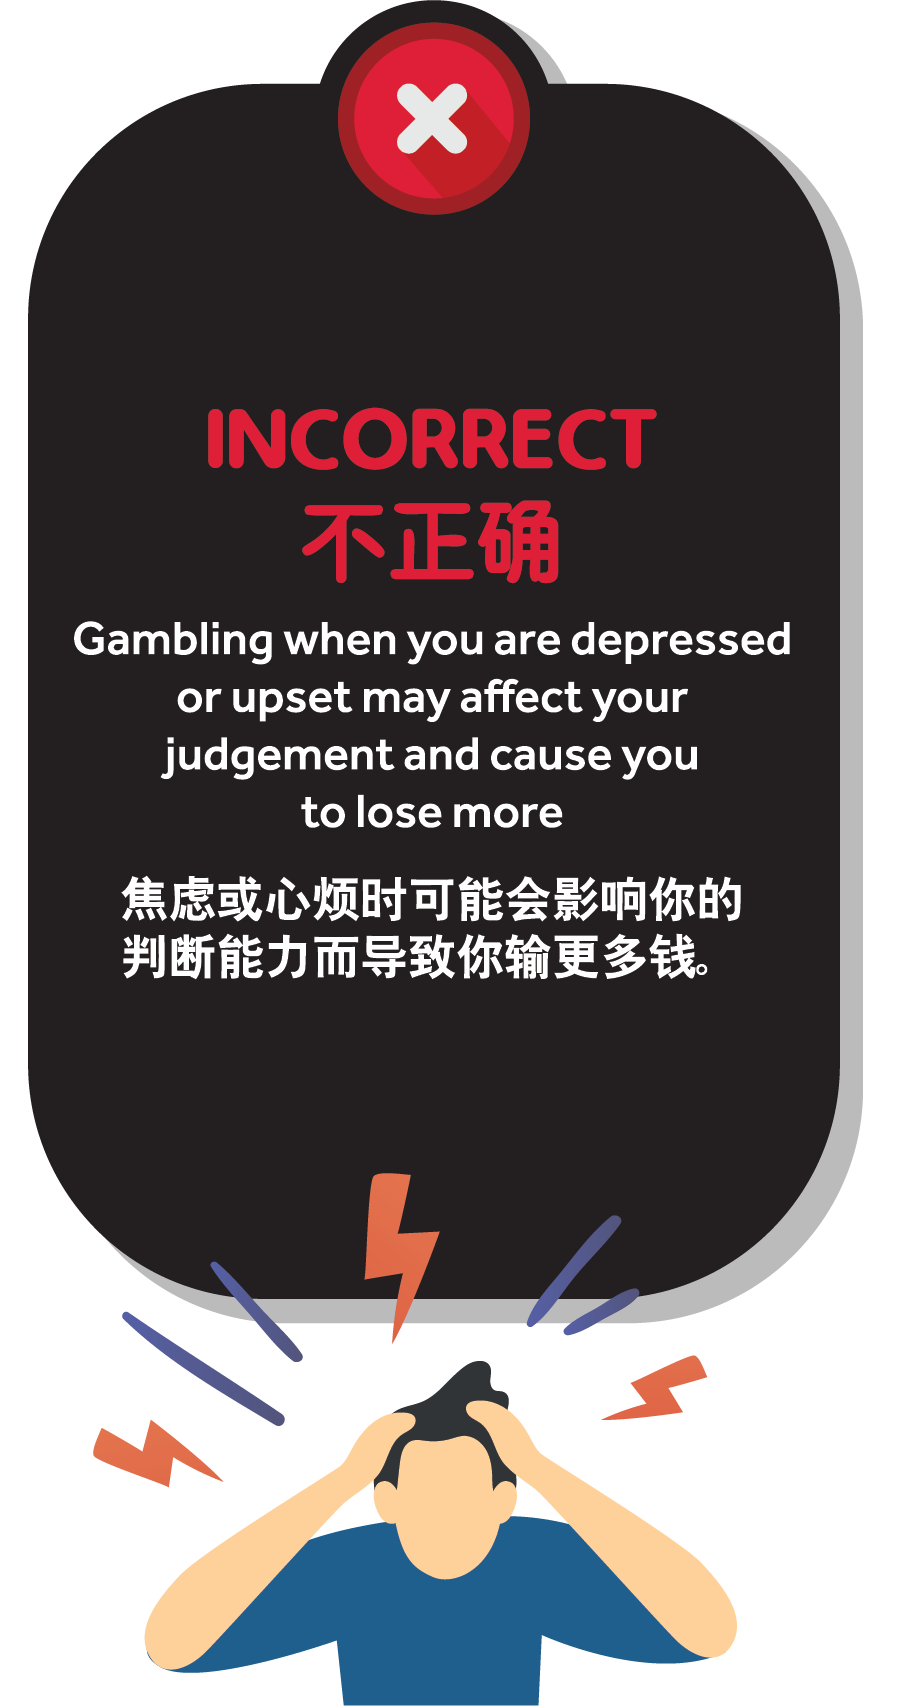 INCORRECT
不正确
Gambling when you are depressed
or upset may affect your
judgement and cause you
to lose more
焦虑或心烦时可能会影响你的
判断能力而导致你输更多钱。